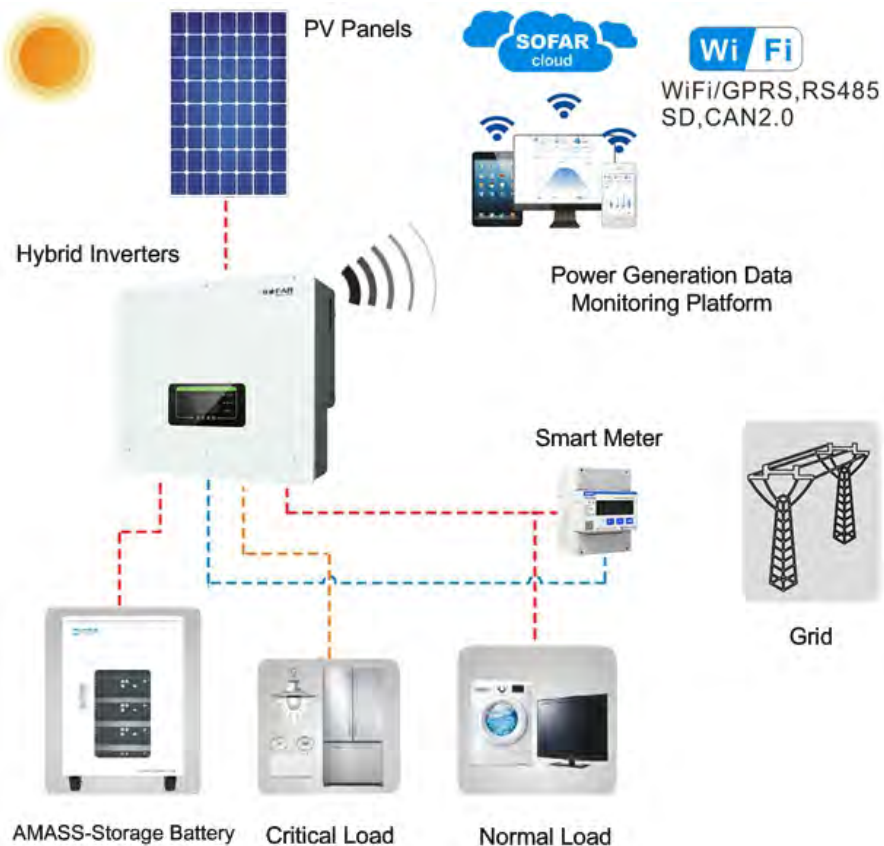 PV Panels
SOFAR
cloud
Wi Fi
WiFi/GPRS,RS485
SD,CAN2.0
Hybrid Inverters
SOFAR
Power Generation Data
Monitoring Platform
Smart Meter
Grid
AMASS-Storage Battery
Critical Load
Normal Load